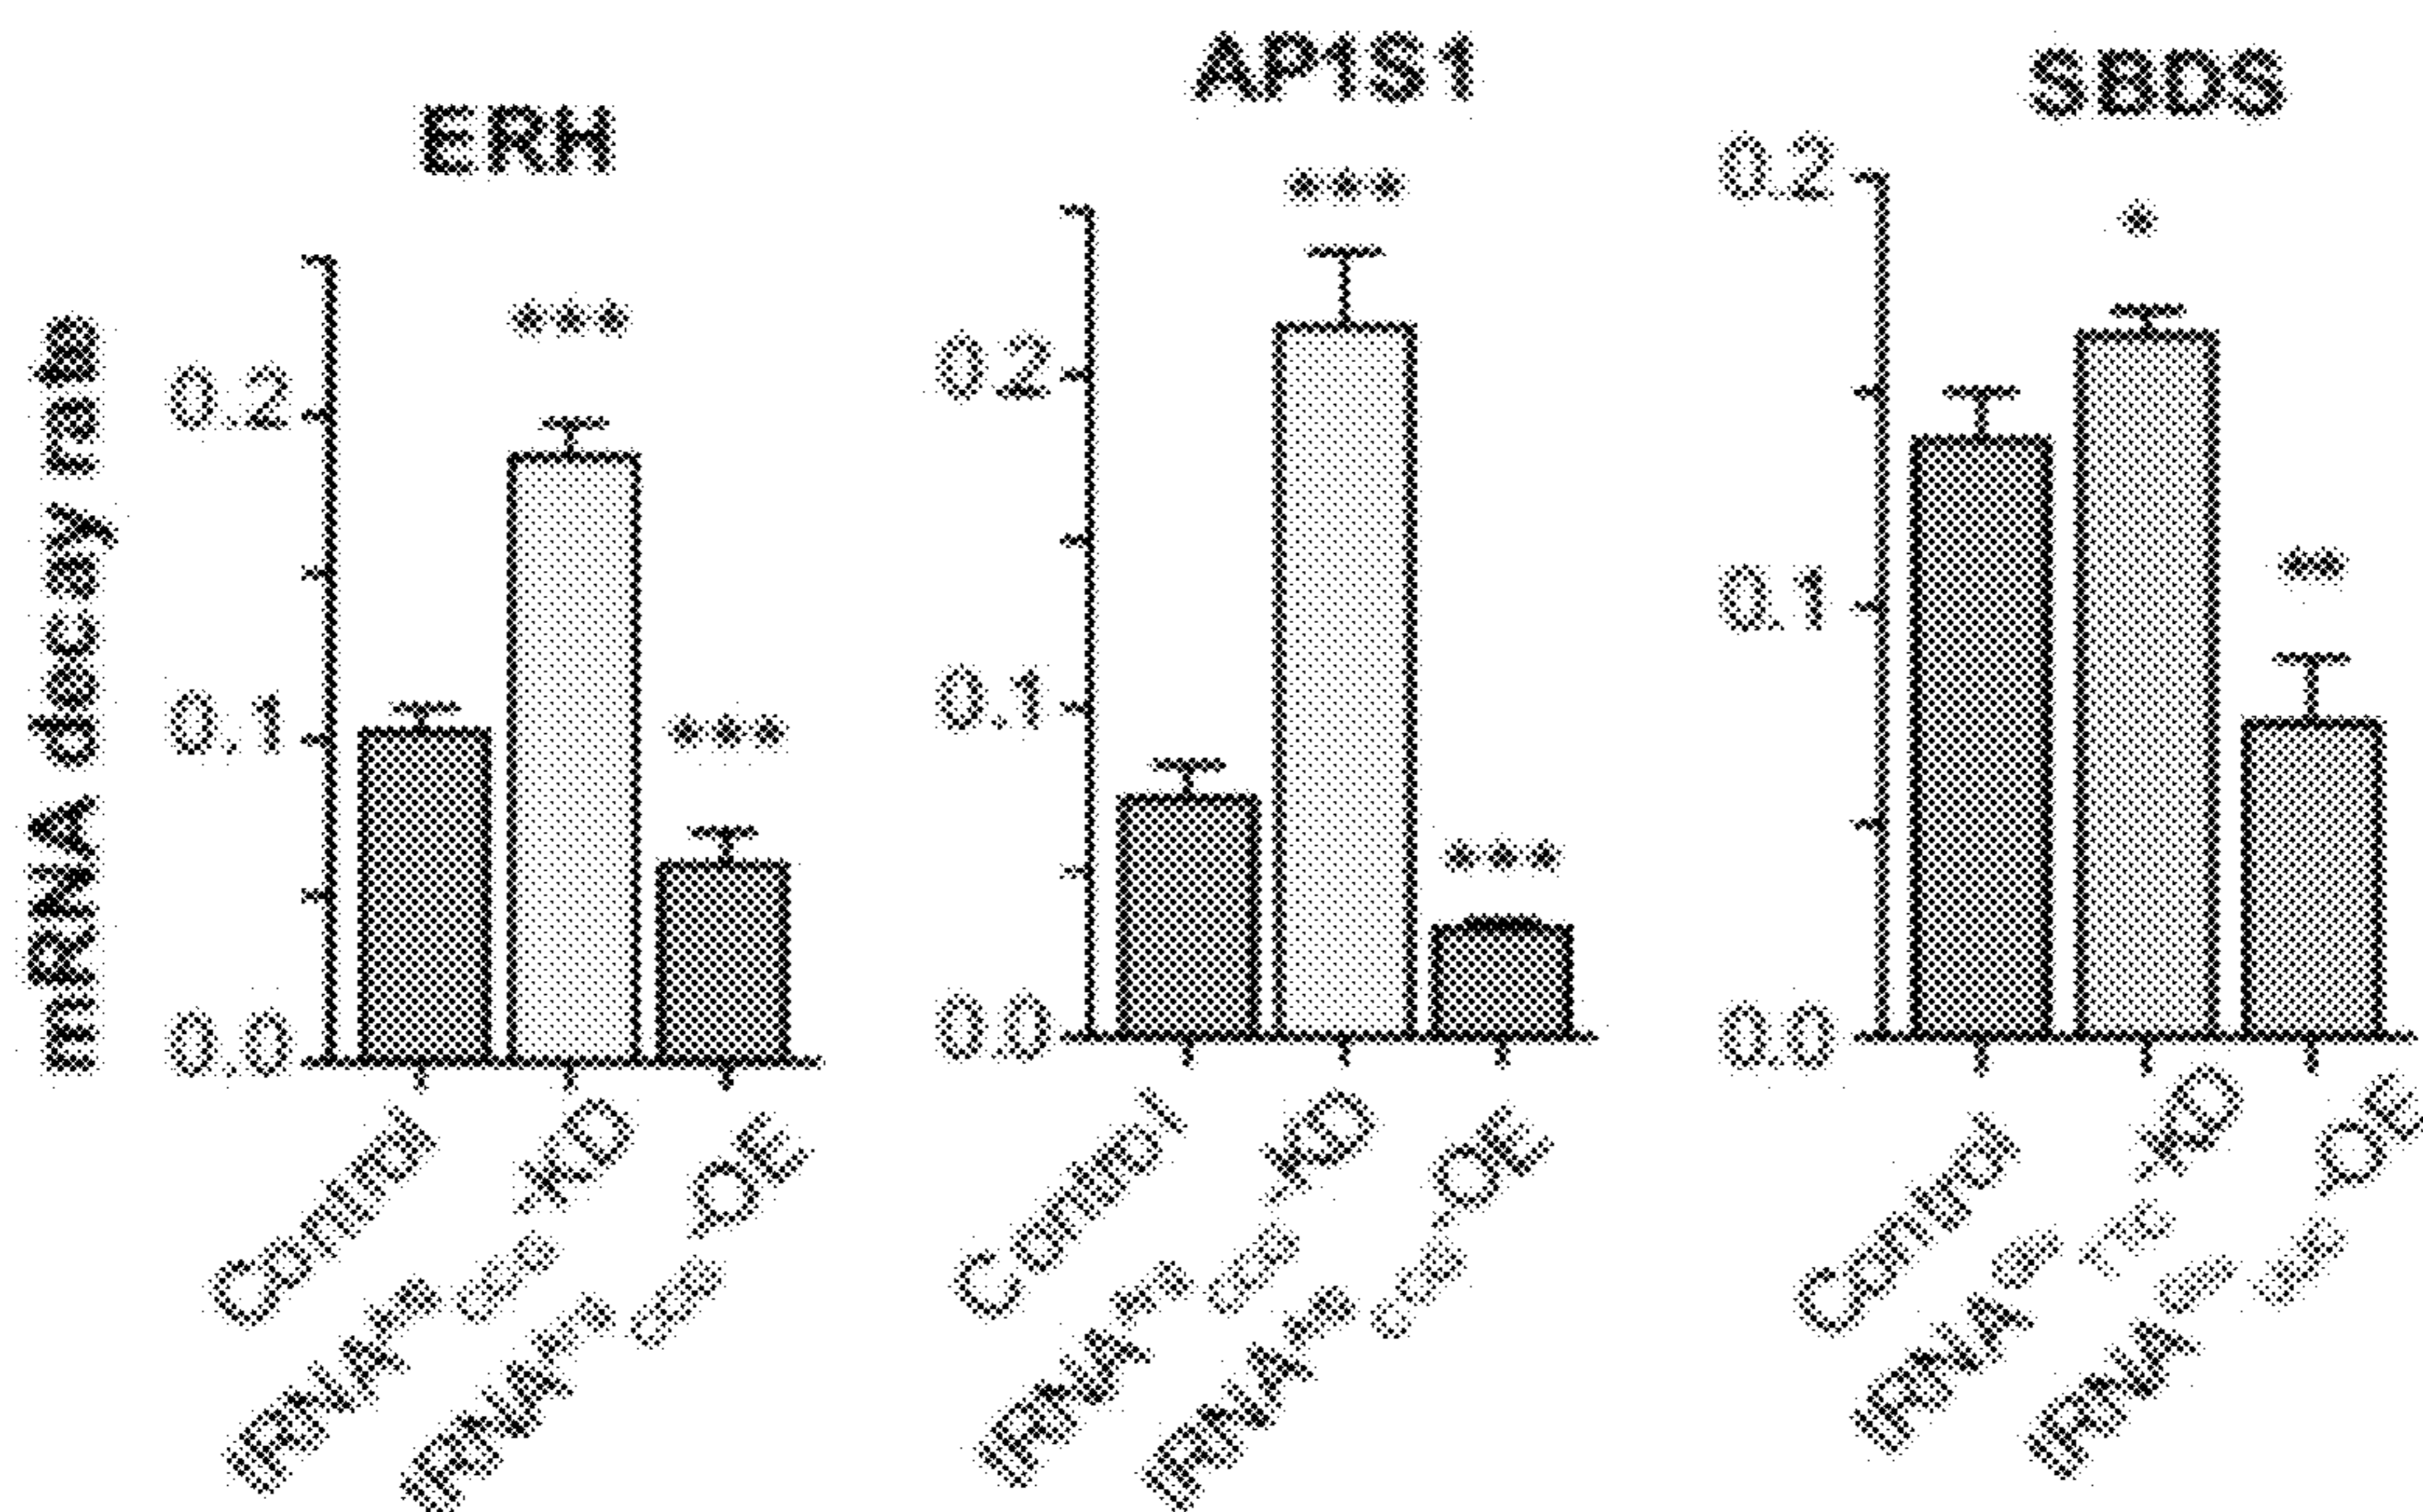 ERH
AP1S1
SBDS
mRNA decay rate
0.2
0.1
0.0
0.2
0.1
0.0
0.2
0.1
0.0
***
***
***
***
*
**
Control
-KD
-OE
Control
-KD
-OE
Control
-KD
-OE